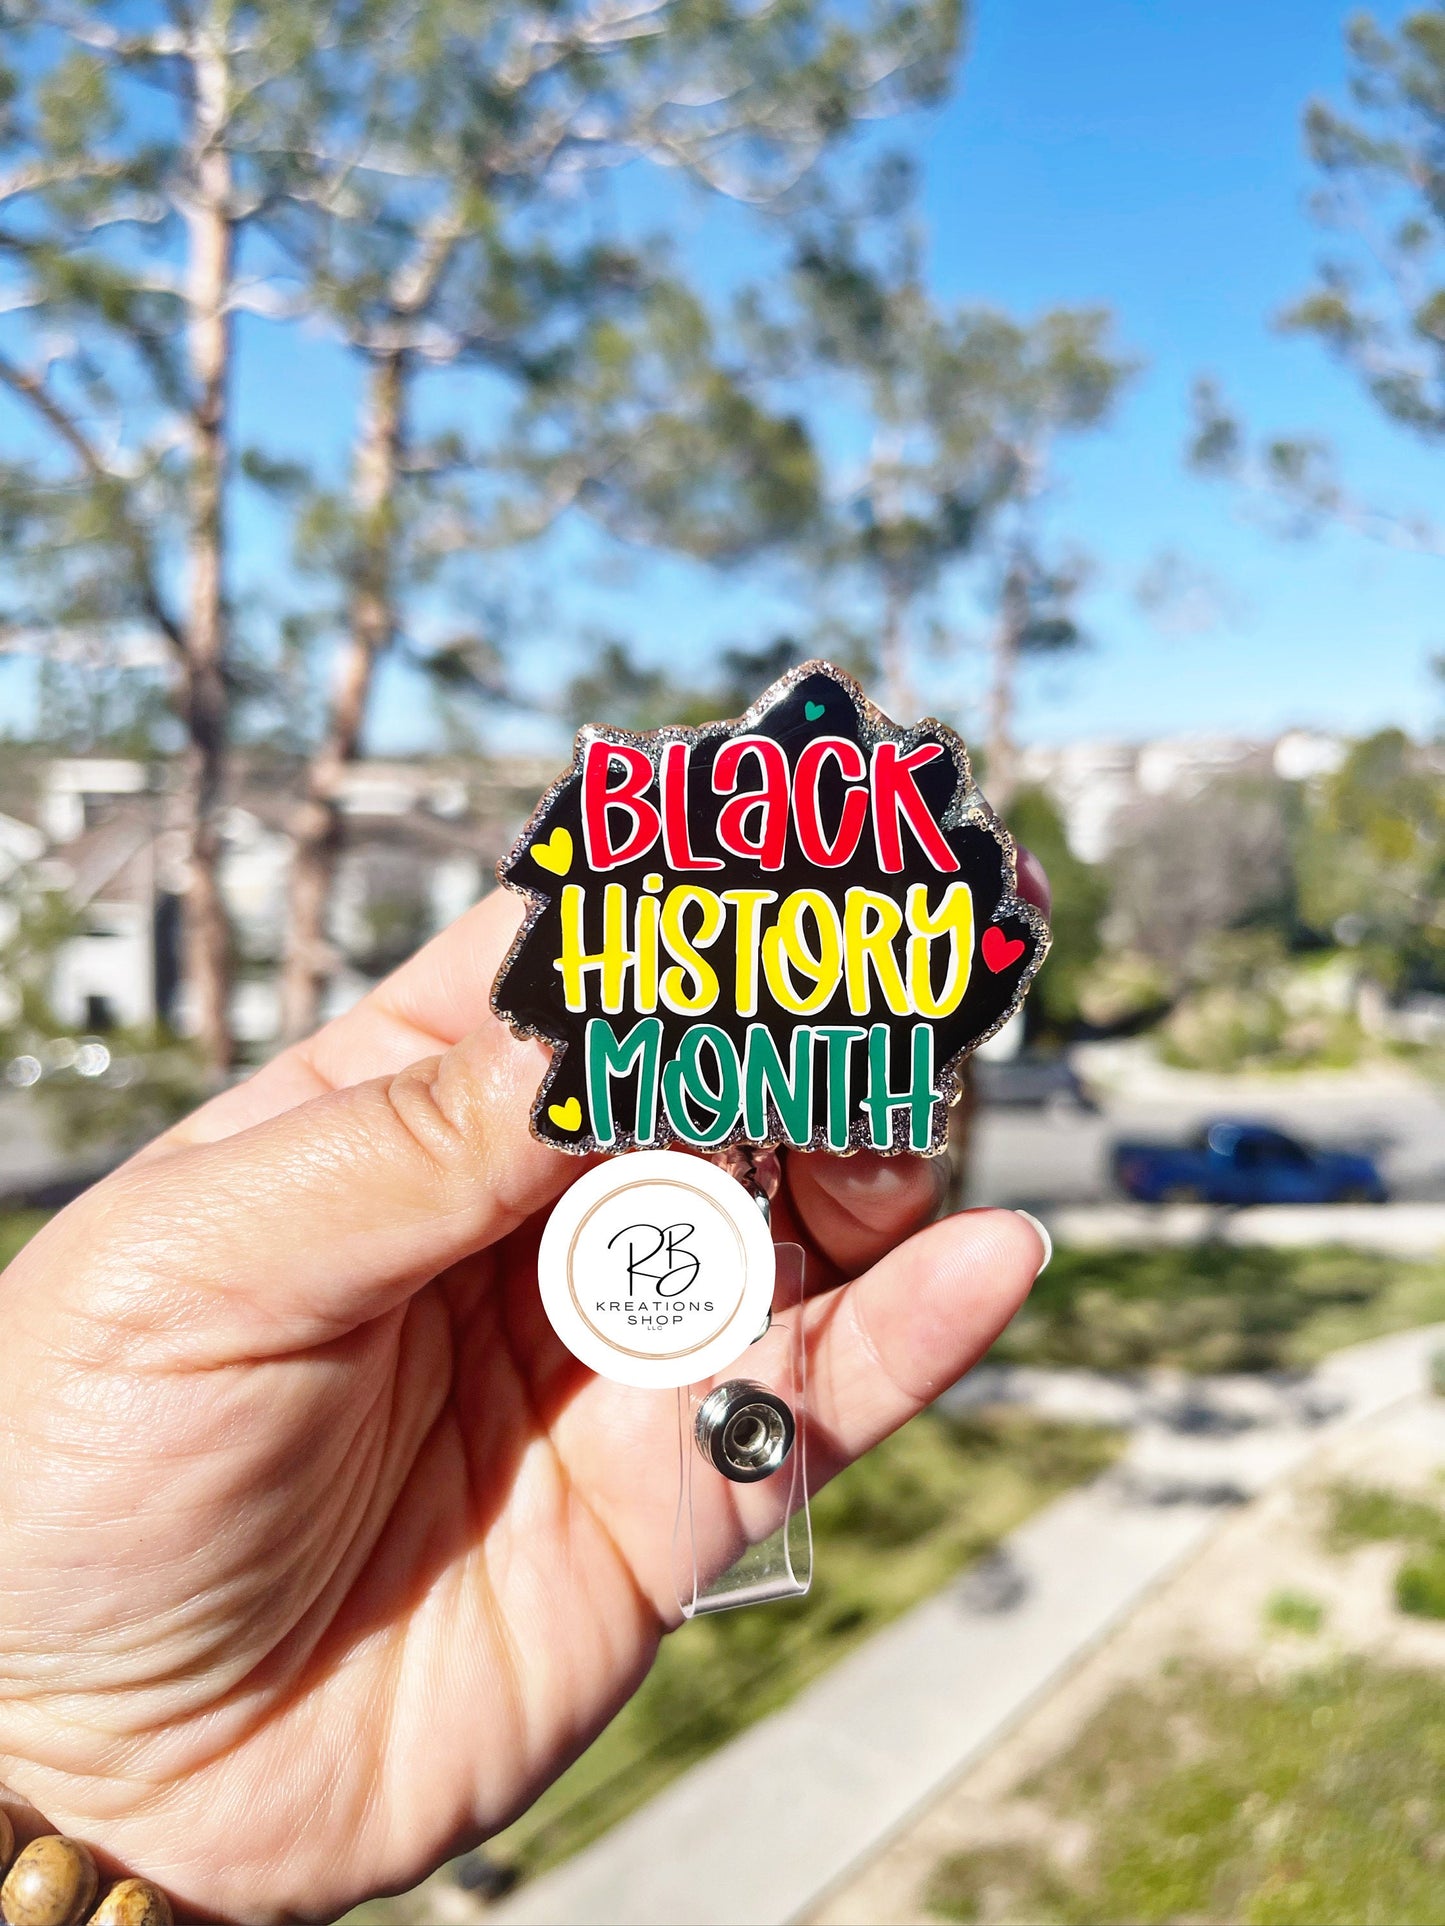 BLacK
HiSTORY
MONTH
RB
KREATIONS
SHOP
LLC